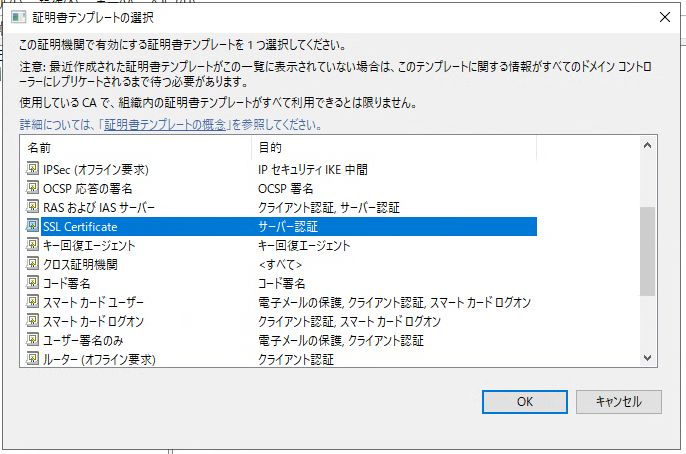 証明書テンプレートの選択
この証明機関で有効にする証明書テンプレートを 1 つ選択してください。
注意: 最近作成された証明書テンプレートがこの一覧に表示されていない場合は、このテンプレートに関する情報がすべてのドメイン コントロ
ーラーにレプリケートされるまで待つ必要があります。
使用している CA で、組織内の証明書テンプレートがすべて利用できるとは限りません。
詳細については、「証明書テンプレートの概念」を参照してください。
名前 目的
IPSec (オフライン要求) IP セキュリティ IKE 中間
OCSP 応答の署名 OCSP 署名
RAS および IAS サーバー クライアント認証, サーバー認証
SSL Certificate サーバー認証
キー回復エージェント キー回復エージェント
クロス証明機関 <すべて>
コード署名 コード署名
スマート カード ユーザー 電子メールの保護, クライアント認証, スマート カード ログオン
スマート カード ログオン クライアント認証, スマート カード ログオン
ユーザー署名のみ 電子メールの保護, クライアント認証
ルーター (オフライン要求) クライアント認証
OK キャンセル